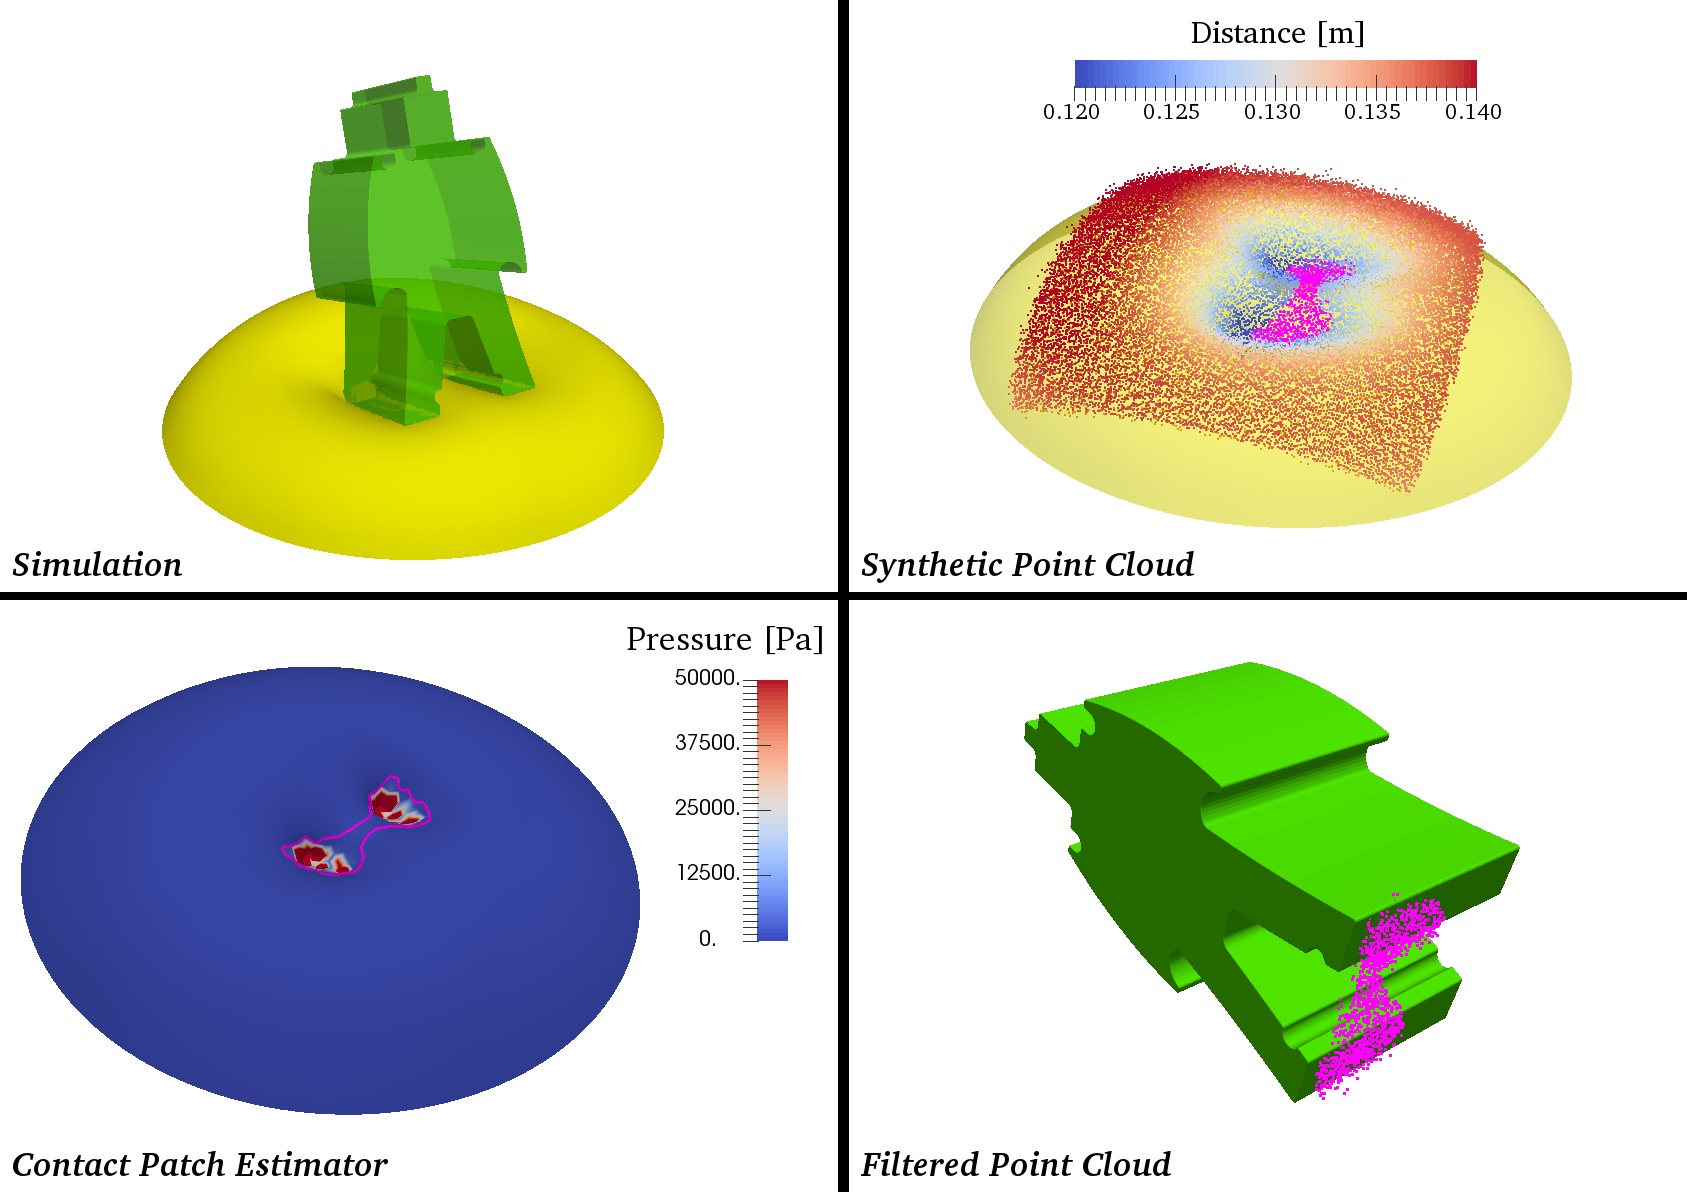 Simulation
Distance [m]
0.120 0.125 0.130 0.135 0.140
Synthetic Point Cloud
Pressure [Pa]
50000.
37500.
25000.
12500.
0.
Contact Patch Estimator
Filtered Point Cloud